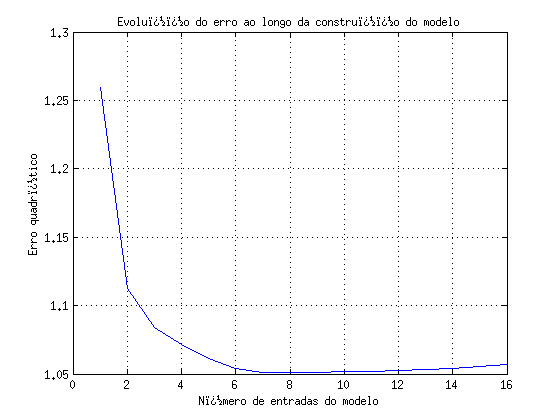 Evoluï¿½ï¿½o do erro ao longo da construï¿½ï¿½o do modelo
1.3
1.25
1.2
1.15
1.1
1.05
Erro quadrï¿½tico
0 2 4 6 8 10 12 14 16
Nï¿½mero de entradas do modelo